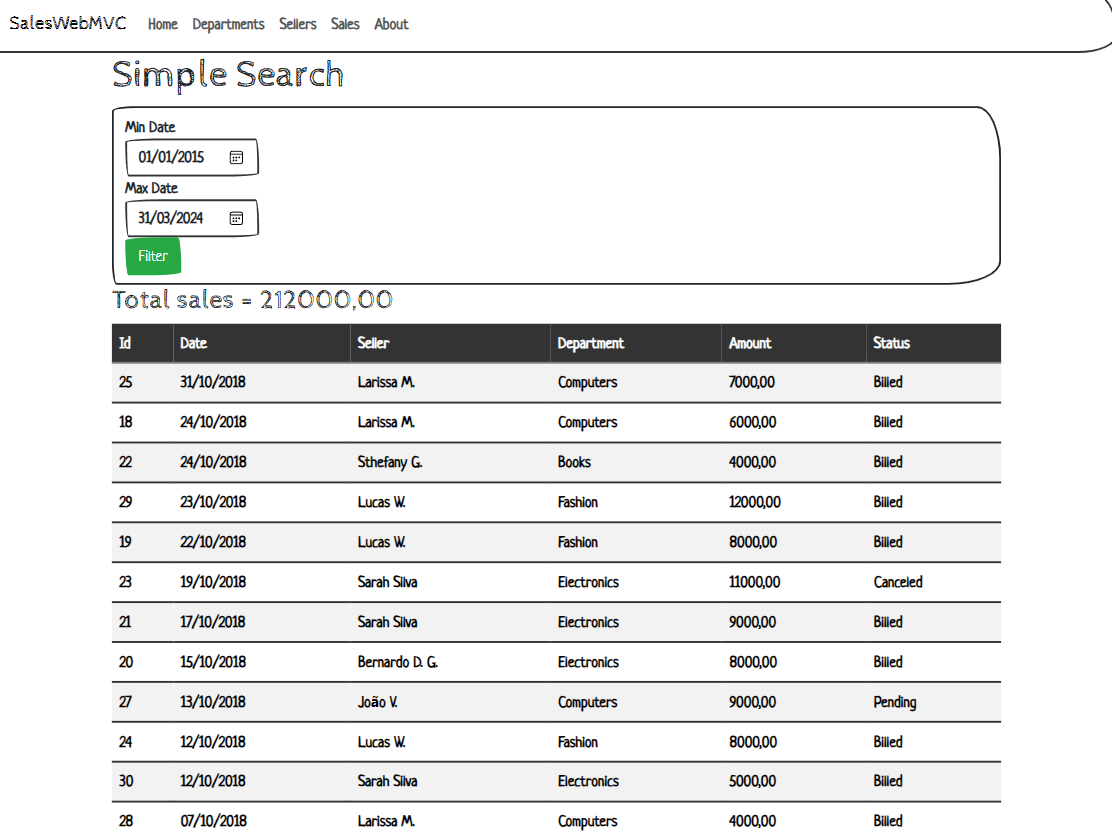 SalesWebMVC Home Departments Sellers Sales About
Simple Search
Min Date
01/01/2015
Max Date
31/03/2024
Filter
Total sales = 212000,00
Id Date Seller Department Amount Status
25 31/10/2018 Larissa M. Computers 7000,00 Billed
18 24/10/2018 Larissa M. Computers 6000,00 Billed
22 24/10/2018 Sthefany G. Books 4000,00 Billed
29 23/10/2018 Lucas W. Fashion 12000,00 Billed
19 22/10/2018 Lucas W. Fashion 8000,00 Billed
23 19/10/2018 Sarah Silva Electronics 11000,00 Canceled
21 17/10/2018 Sarah Silva Electronics 9000,00 Billed
20 15/10/2018 Bernardo D. G. Electronics 8000,00 Billed
27 13/10/2018 João V. Computers 9000,00 Pending
24 12/10/2018 Lucas W. Fashion 8000,00 Billed
30 12/10/2018 Sarah Silva Electronics 5000,00 Billed
28 07/10/2018 Larissa M. Computers 4000,00 Billed